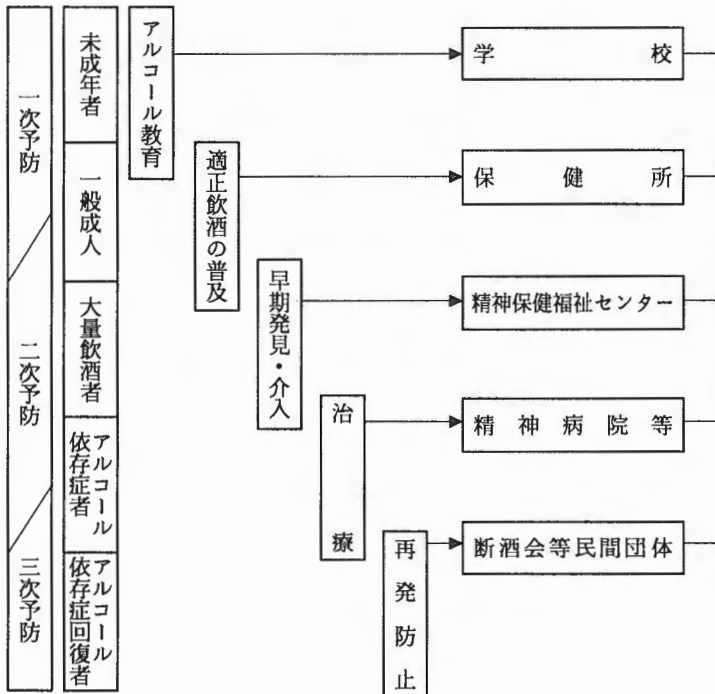 一次予防
二次予防
三次予防
未成年者
一般成人
大量飲酒者
アルコール
依存症者
アルコール
依存症回復者
アルコール教育
適正飲酒の普及
早期発見・介入
治療
再発防止
学校
保健所
精神保健福祉センター
精神病院等
断酒会等民間団体